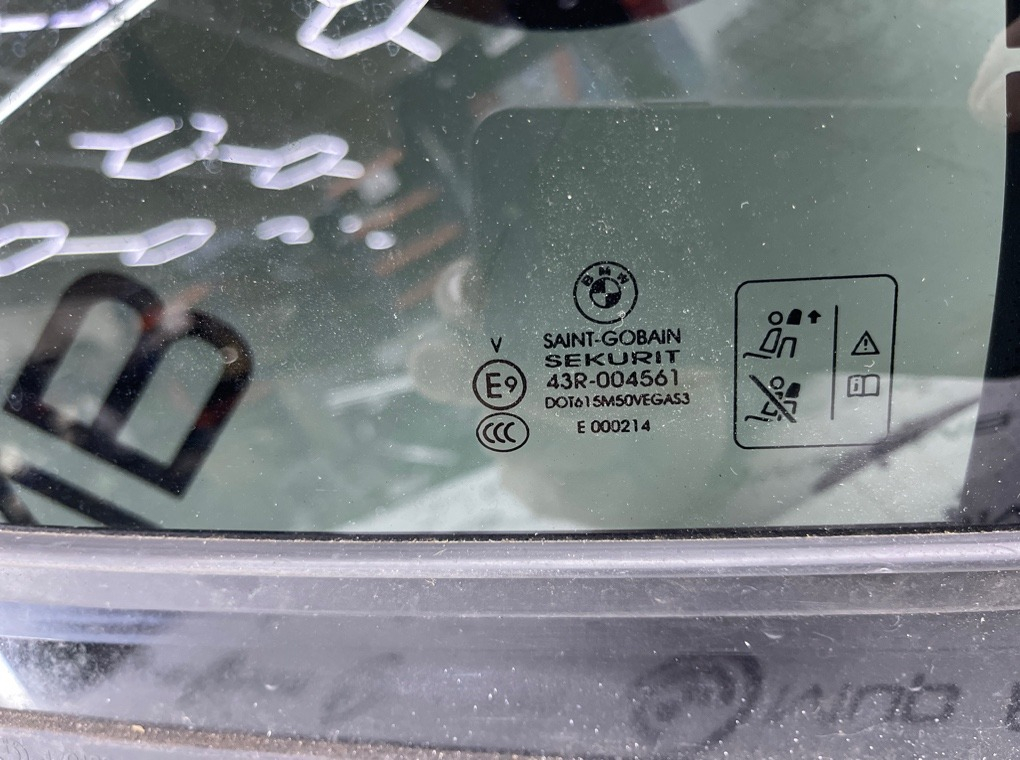 B
BMW
SAINT-GOBAIN
SEKURIT
V
E9
43R-004561
DOT615M50VEGAS3
CCC
E 000214
i